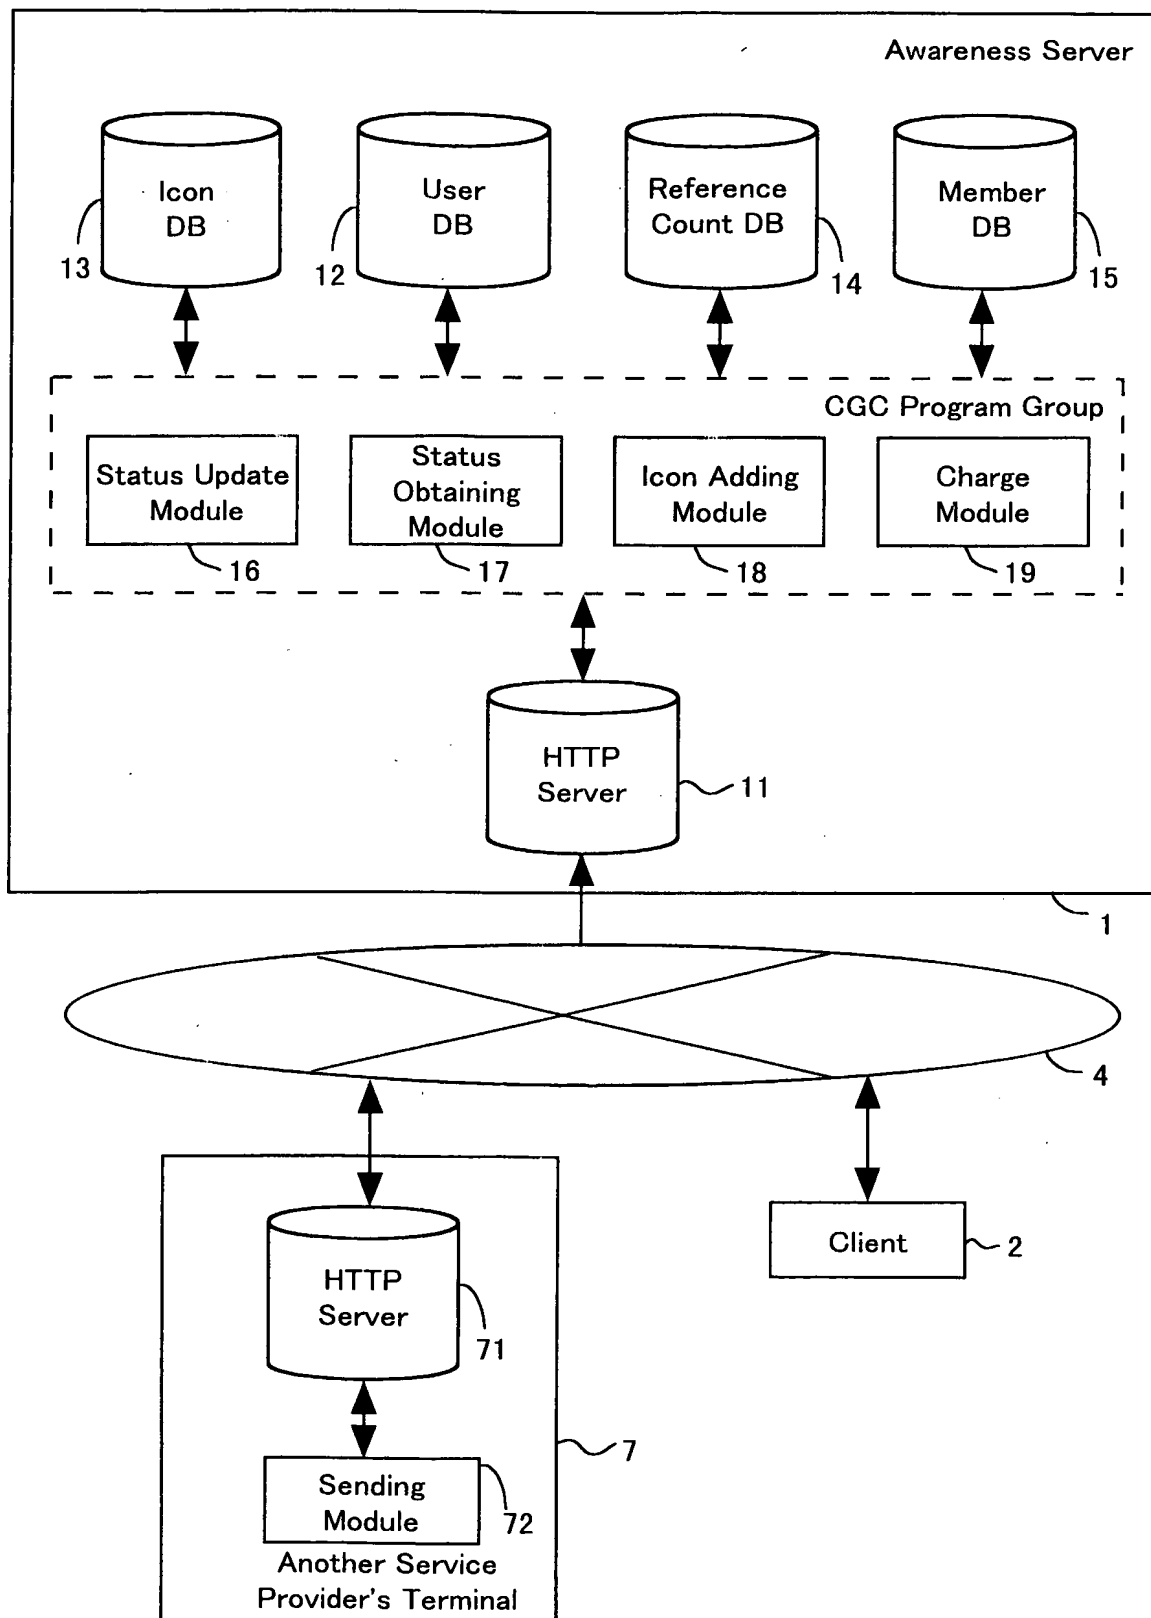 Awareness Server
Icon
DB
13
User
DB
12
Reference
Count DB
14
Member
DB
15
CGC Program Group
Status Update
Module
16
Status
Obtaining
Module
17
Icon Adding
Module
18
Charge
Module
19
HTTP
Server
11
1
4
HTTP
Server
71
Client
2
7
Sending
Module
72
Another Service
Provider's Terminal